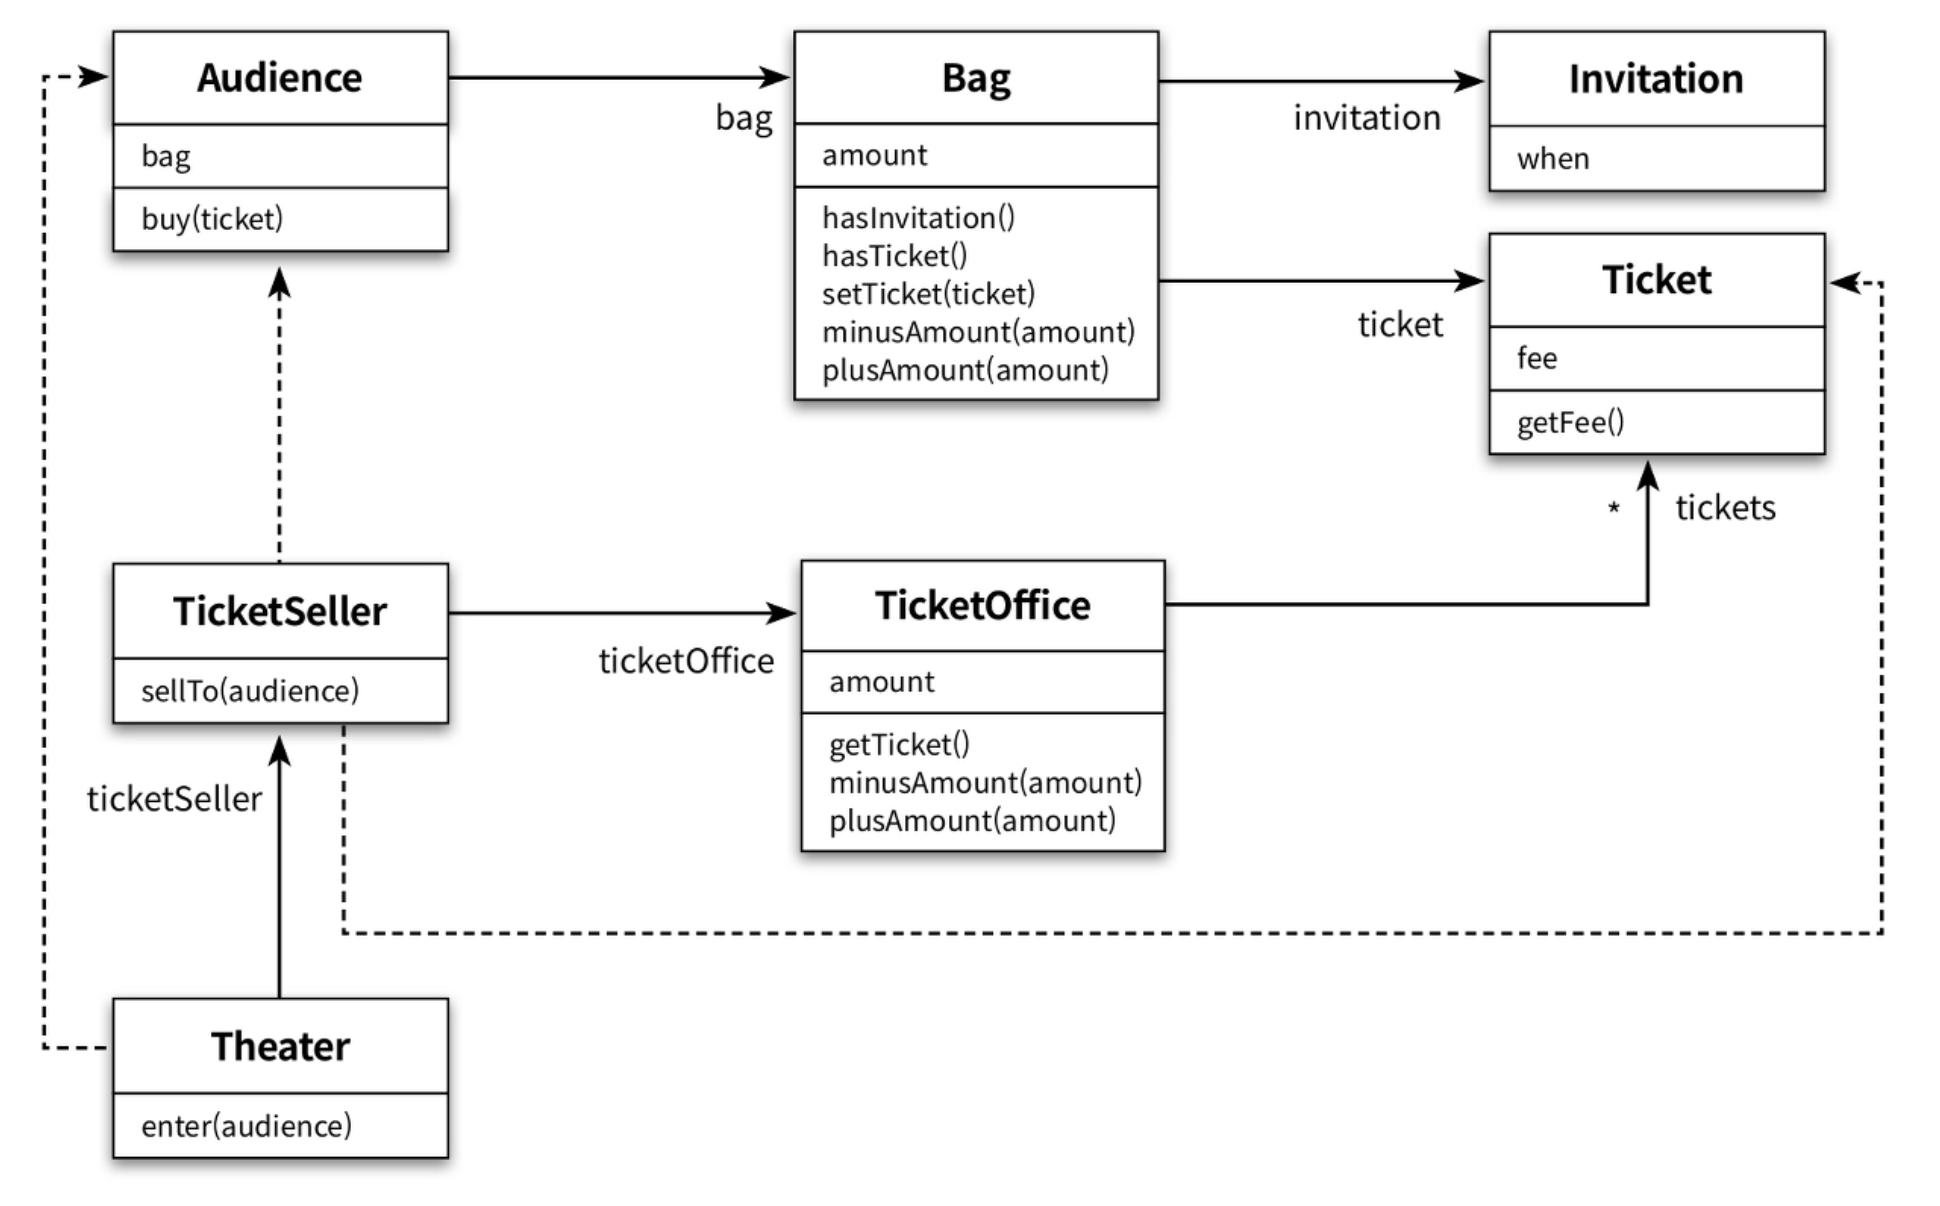 Audience
bag
buy(ticket)
bag
Bag
amount
hasInvitation()
hasTicket()
setTicket(ticket)
minusAmount(amount)
plusAmount(amount)
invitation
Invitation
when
ticket
Ticket
fee
getFee()
* tickets
TicketSeller
sellTo(audience)
ticketOffice
TicketOffice
amount
getTicket()
minusAmount(amount)
plusAmount(amount)
ticketSeller
Theater
enter(audience)